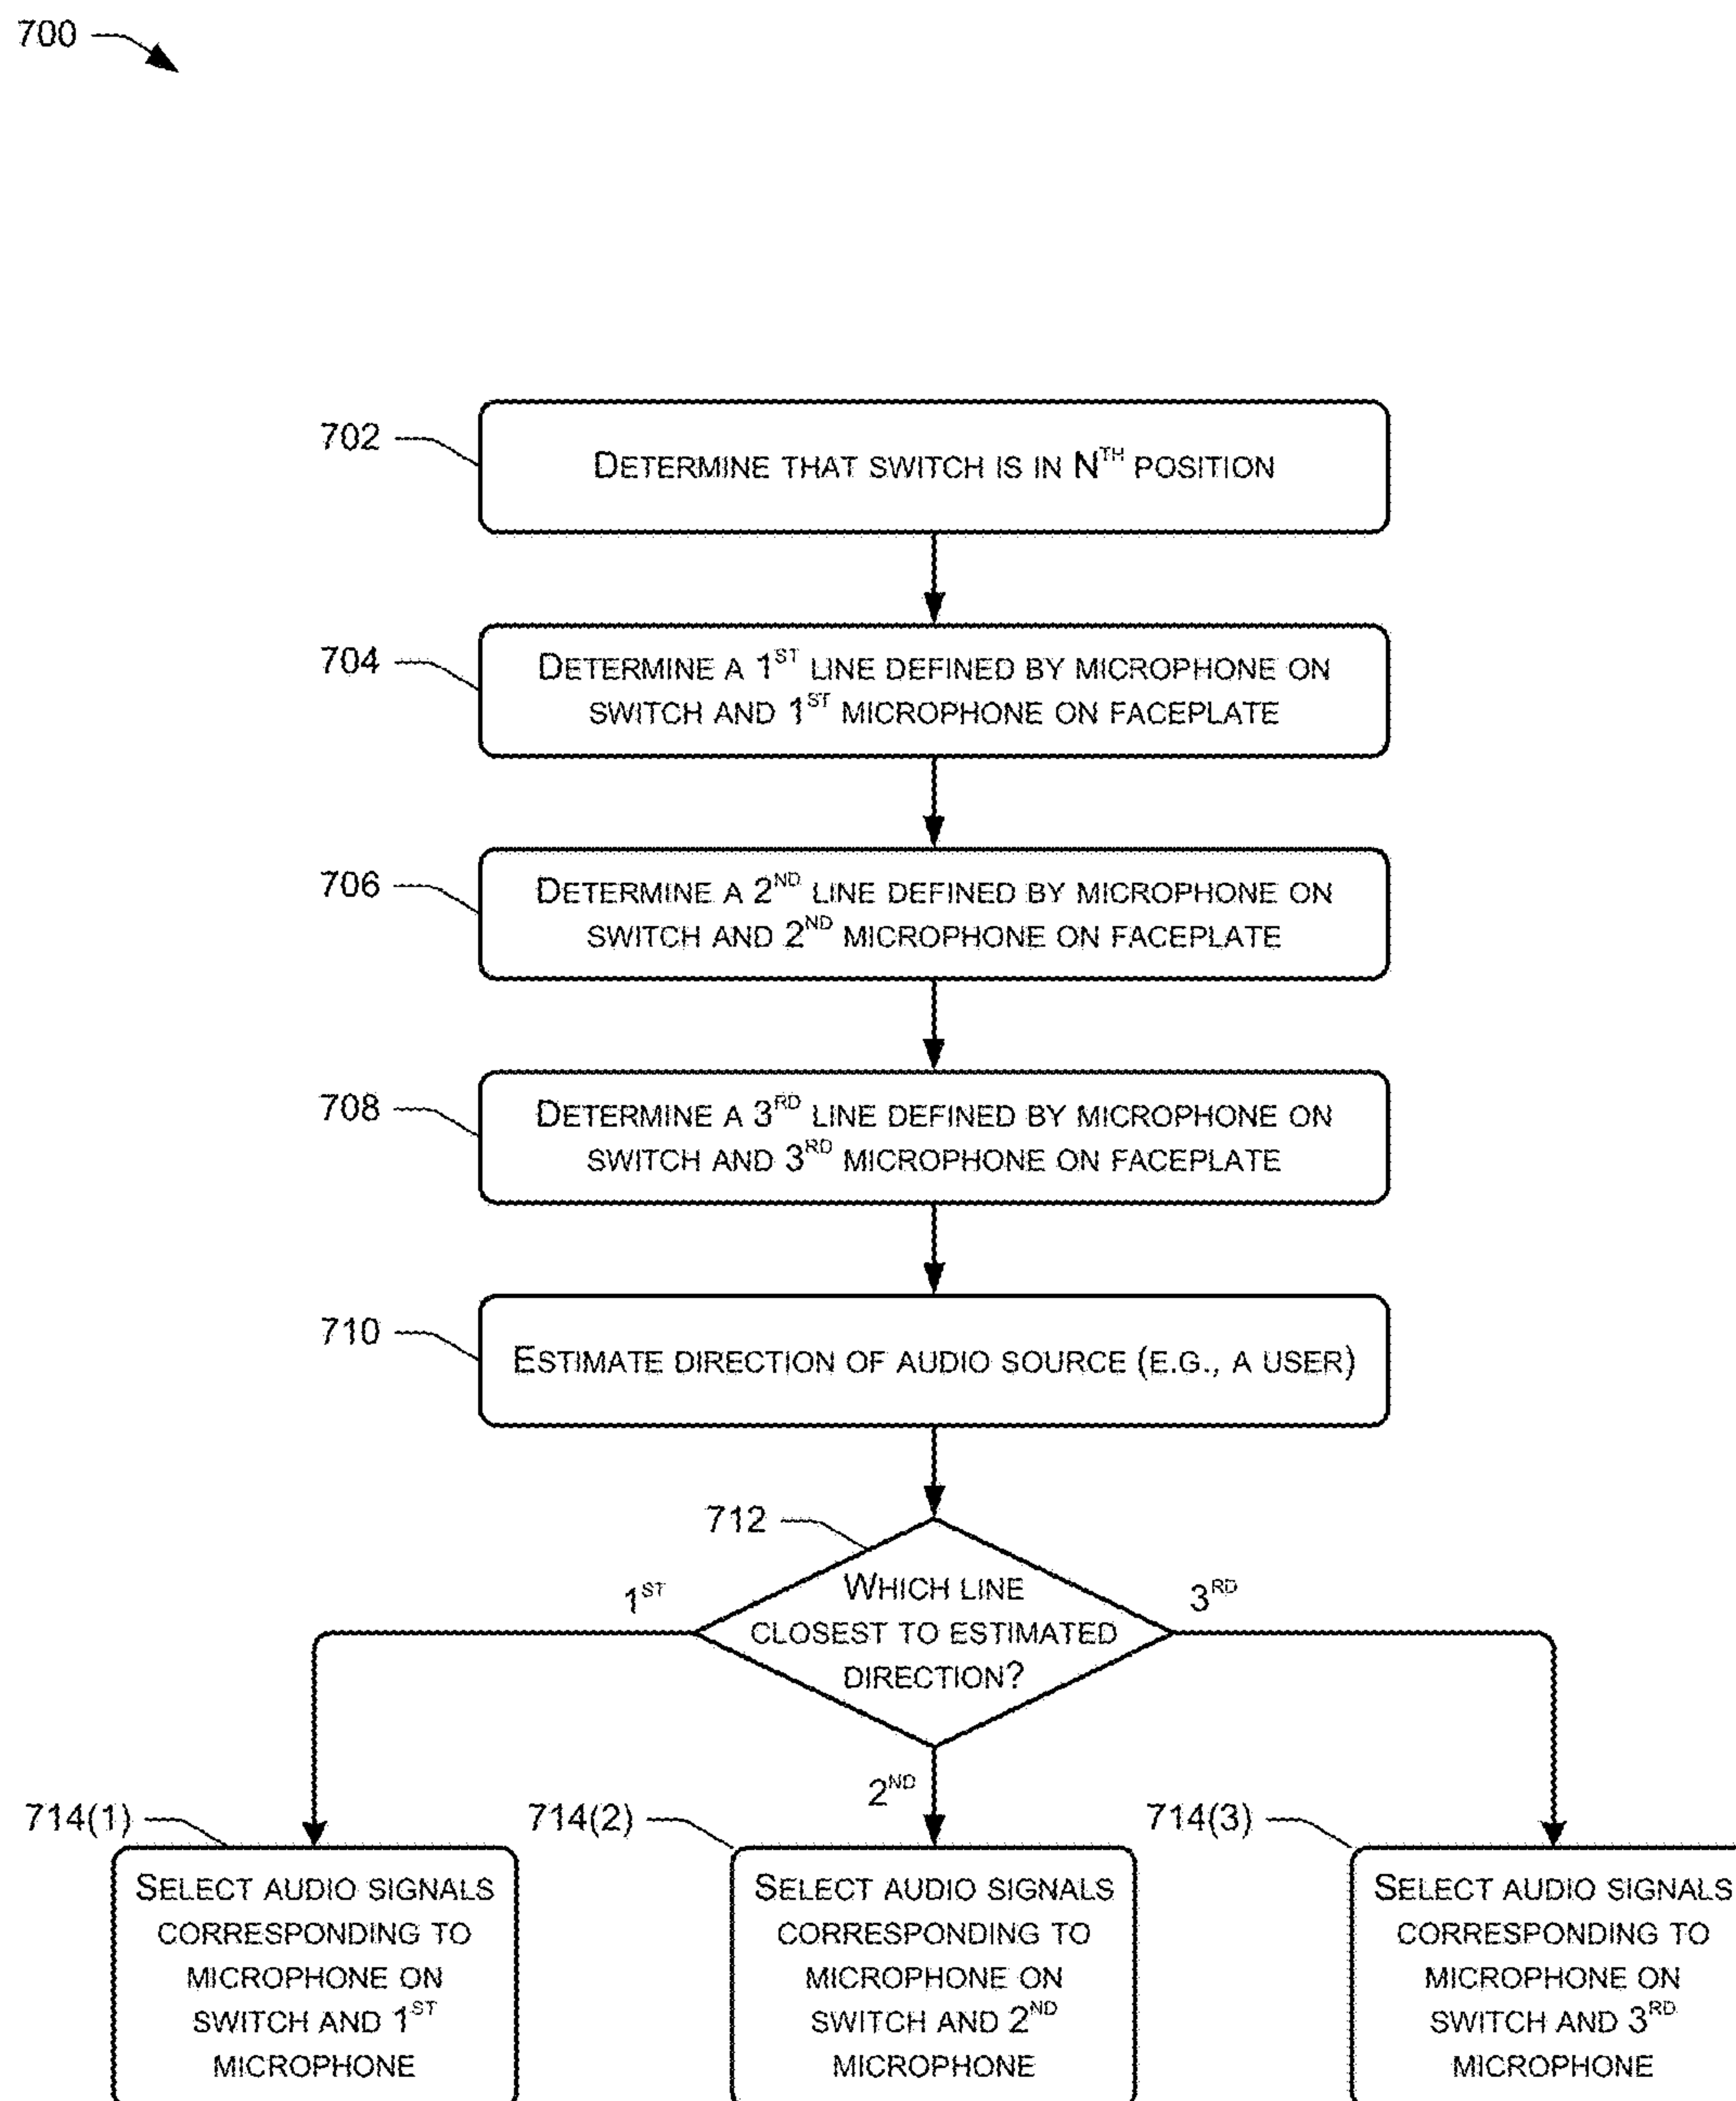 700
702
DETERMINE THAT SWITCH IS IN NTH POSITION
704
DETERMINE A 1ST LINE DEFINED BY MICROPHONE ON
SWITCH AND 1ST MICROPHONE ON FACEPLATE
706
DETERMINE A 2ND LINE DEFINED BY MICROPHONE ON
SWITCH AND 2ND MICROPHONE ON FACEPLATE
708
DETERMINE A 3RD LINE DEFINED BY MICROPHONE ON
SWITCH AND 3RD MICROPHONE ON FACEPLATE
710
ESTIMATE DIRECTION OF AUDIO SOURCE (E.G., A USER)
712
WHICH LINE
CLOSEST TO ESTIMATED
DIRECTION?
1ST
2ND
3RD
714(1)
SELECT AUDIO SIGNALS
CORRESPONDING TO
MICROPHONE ON
SWITCH AND 1ST
MICROPHONE
714(2)
SELECT AUDIO SIGNALS
CORRESPONDING TO
MICROPHONE ON
SWITCH AND 2ND
MICROPHONE
714(3)
SELECT AUDIO SIGNALS
CORRESPONDING TO
MICROPHONE ON
SWITCH AND 3RD
MICROPHONE